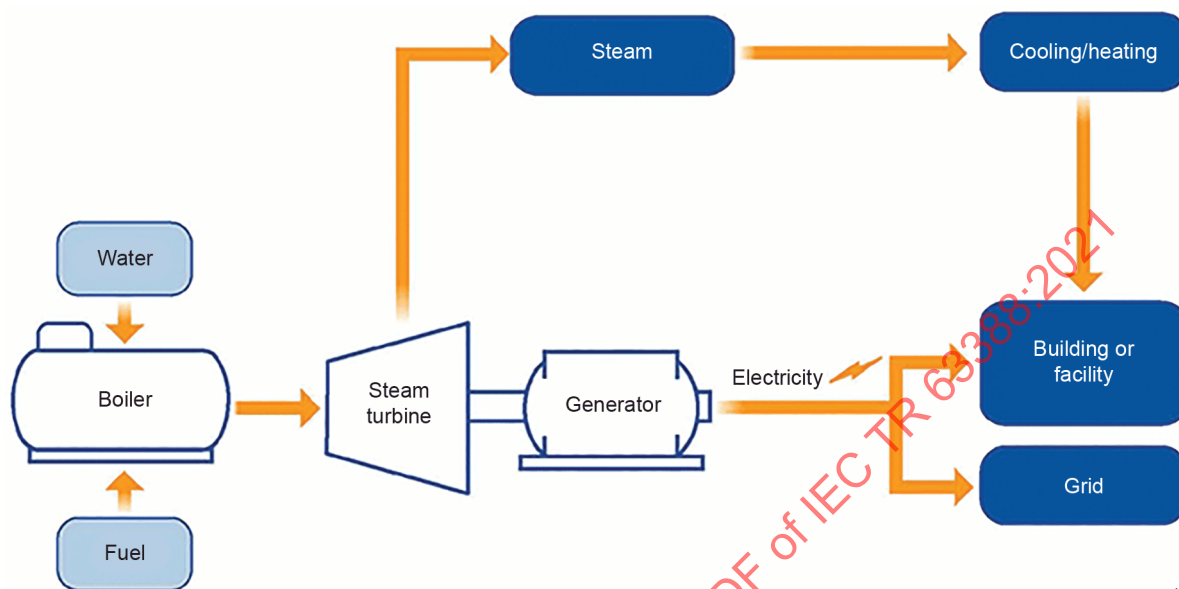 Steam
Cooling/heating
Water
Boiler
Fuel
Steam
turbine
Generator
Electricity
Building or
facility
Grid
of IEC TR 63388:2021